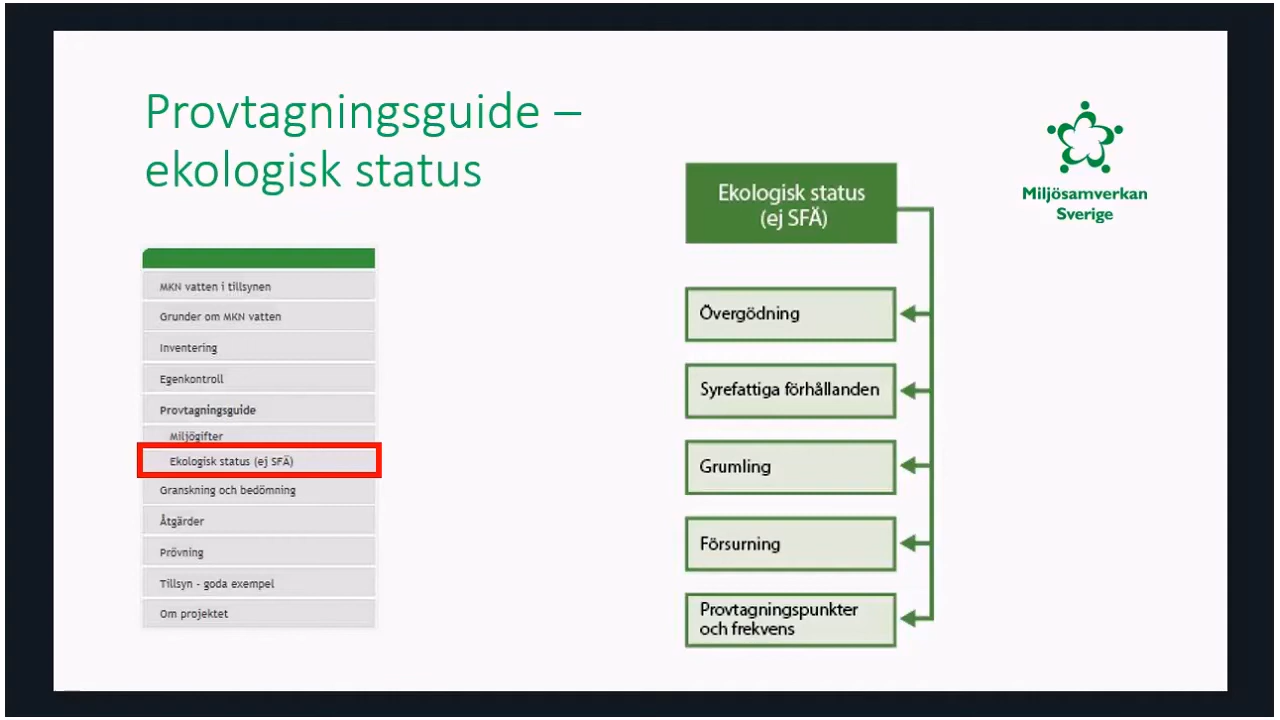 Provtagningsguide –
ekologisk status
MKN vatten i tillsynen
Grunder om MKN vatten
Inventering
Egenkontroll
Provtagningsguide
Miljögifter
Ekologisk status (ej SFÄ)
Granskning och bedömning
Åtgärder
Prövning
Tillsyn - goda exempel
Om projektet
Ekologisk status
(ej SFÄ)
Övergödning
Syrefattiga förhållanden
Grumling
Försurning
Provtagningspunkter
och frekvens
Miljösamverkan
Sverige